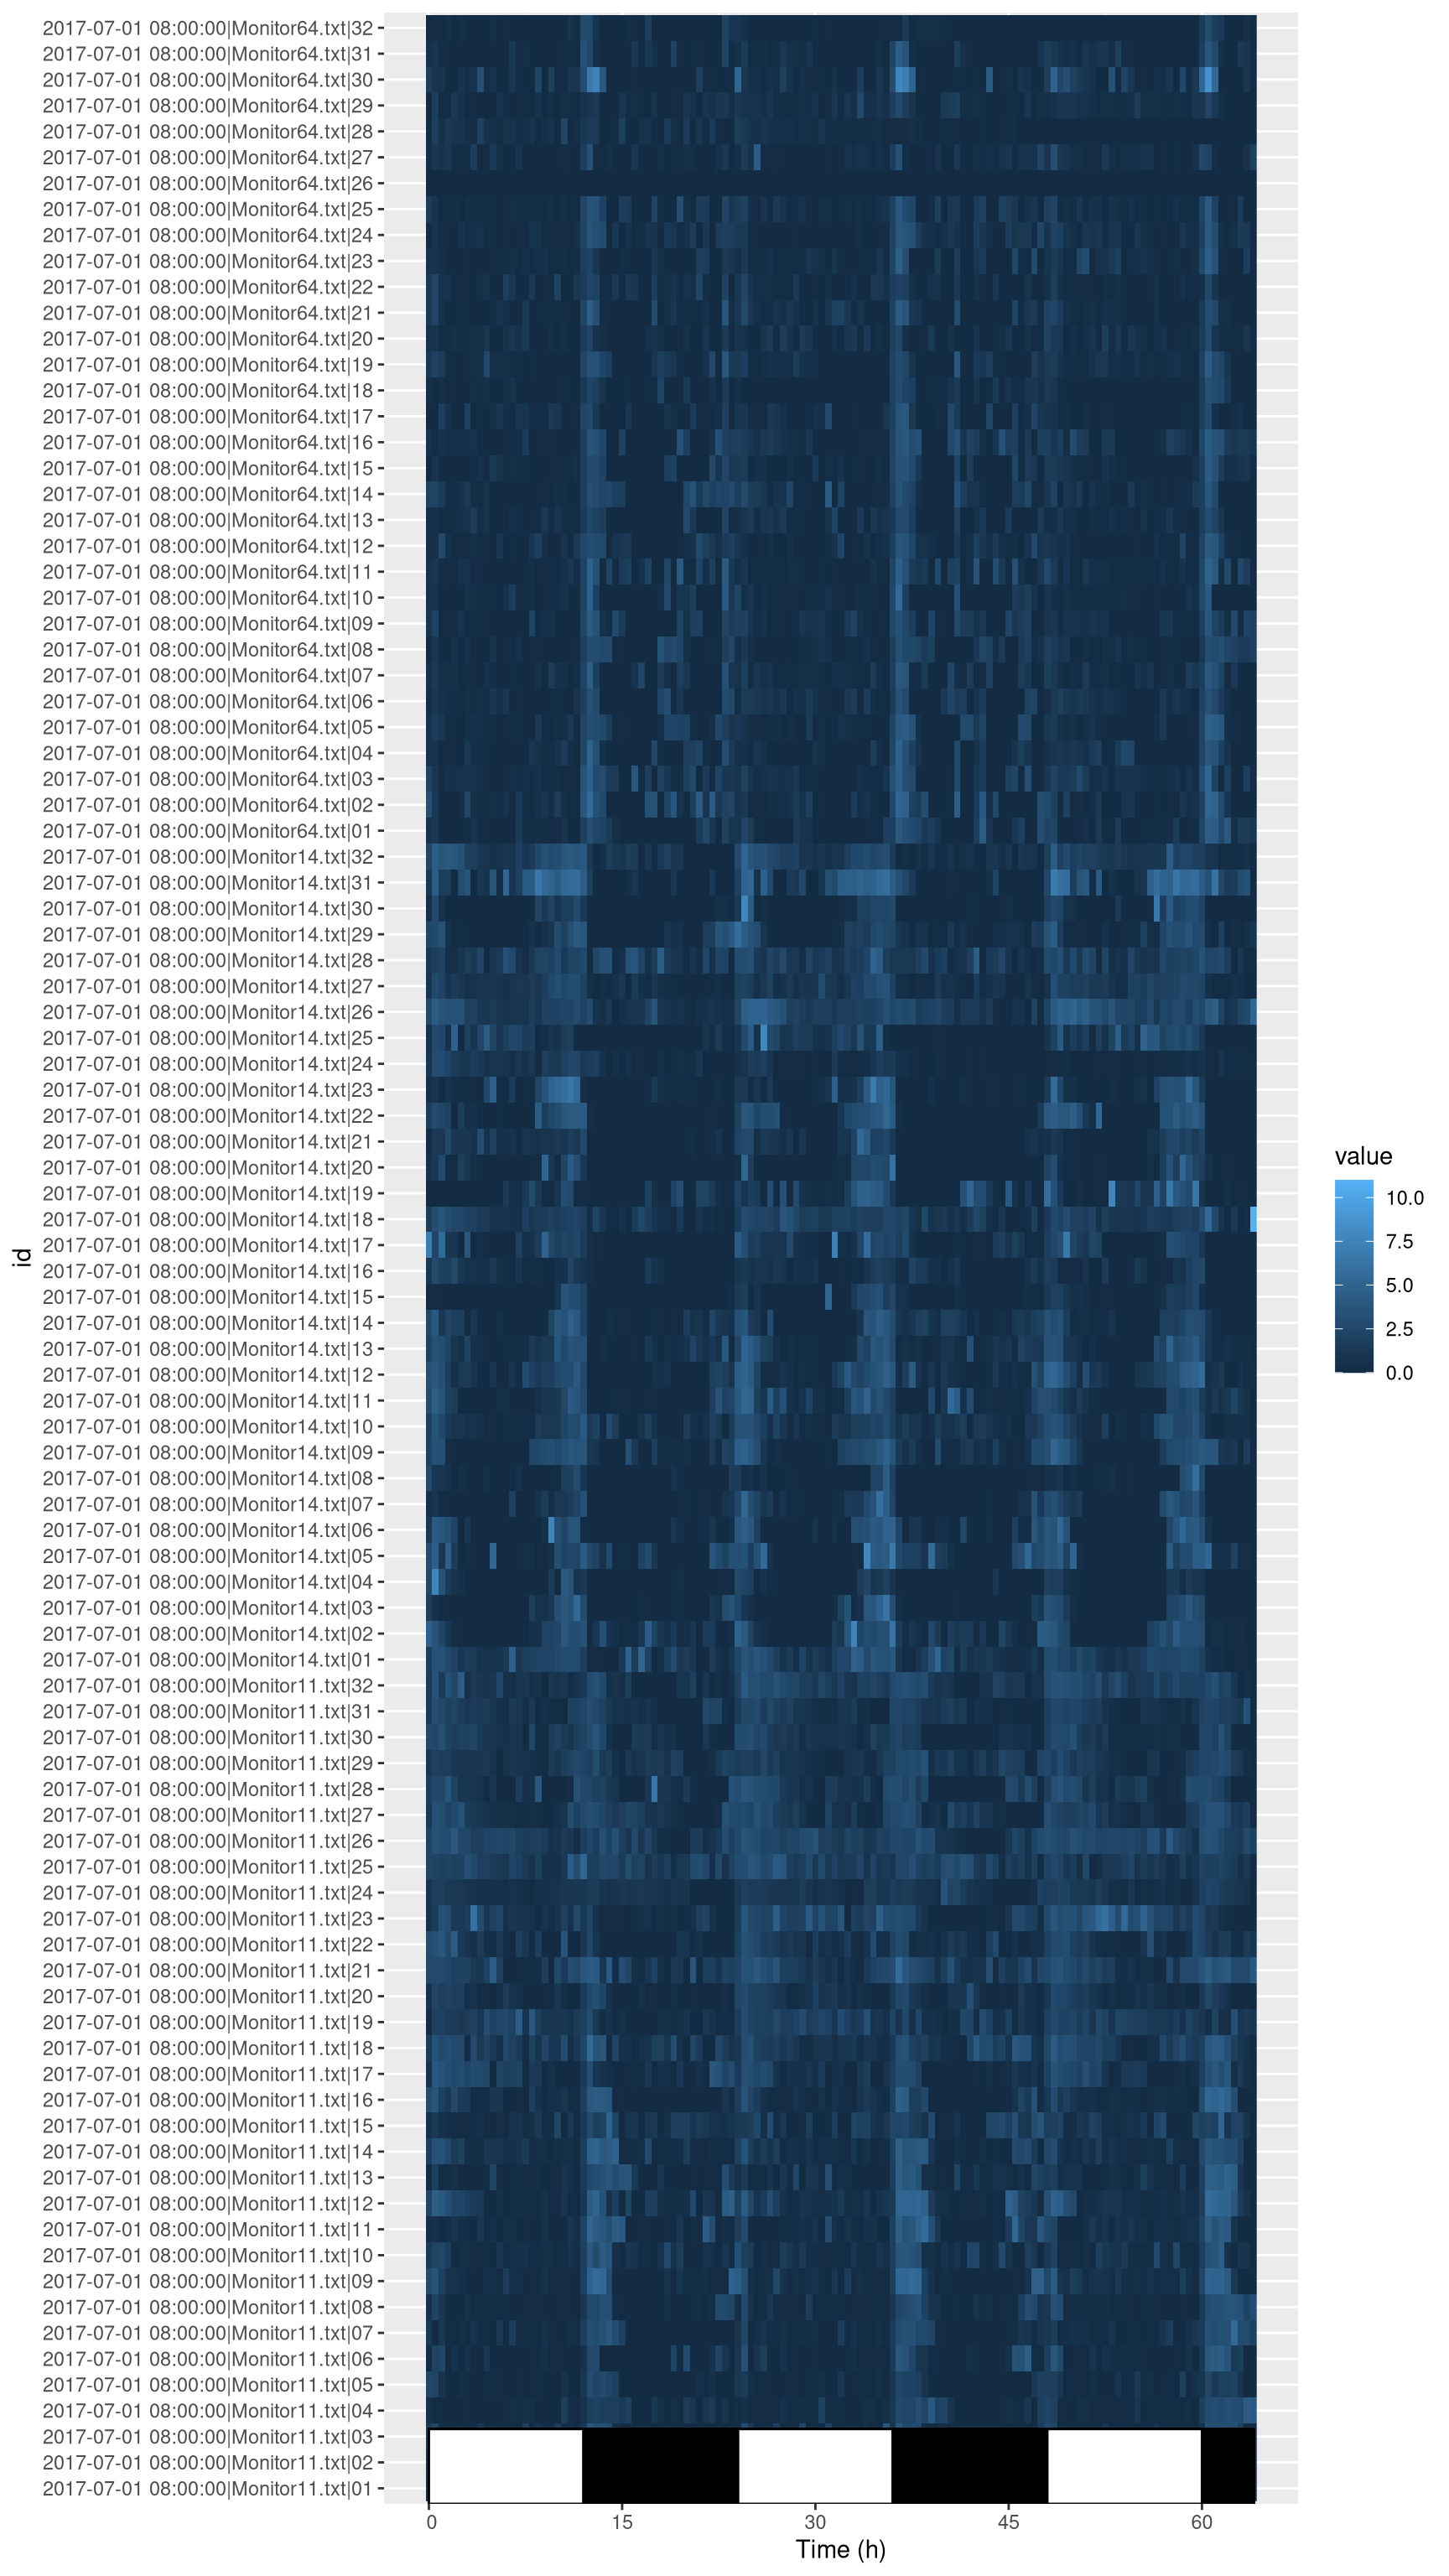 2017-07-01 08:00:00|Monitor64.txt|32
2017-07-01 08:00:00|Monitor64.txt|31
2017-07-01 08:00:00|Monitor64.txt|30
2017-07-01 08:00:00|Monitor64.txt|29
2017-07-01 08:00:00|Monitor64.txt|28
2017-07-01 08:00:00|Monitor64.txt|27
2017-07-01 08:00:00|Monitor64.txt|26
2017-07-01 08:00:00|Monitor64.txt|25
2017-07-01 08:00:00|Monitor64.txt|24
2017-07-01 08:00:00|Monitor64.txt|23
2017-07-01 08:00:00|Monitor64.txt|22
2017-07-01 08:00:00|Monitor64.txt|21
2017-07-01 08:00:00|Monitor64.txt|20
2017-07-01 08:00:00|Monitor64.txt|19
2017-07-01 08:00:00|Monitor64.txt|18
2017-07-01 08:00:00|Monitor64.txt|17
2017-07-01 08:00:00|Monitor64.txt|16
2017-07-01 08:00:00|Monitor64.txt|15
2017-07-01 08:00:00|Monitor64.txt|14
2017-07-01 08:00:00|Monitor64.txt|13
2017-07-01 08:00:00|Monitor64.txt|12
2017-07-01 08:00:00|Monitor64.txt|11
2017-07-01 08:00:00|Monitor64.txt|10
2017-07-01 08:00:00|Monitor64.txt|09
2017-07-01 08:00:00|Monitor64.txt|08
2017-07-01 08:00:00|Monitor64.txt|07
2017-07-01 08:00:00|Monitor64.txt|06
2017-07-01 08:00:00|Monitor64.txt|05
2017-07-01 08:00:00|Monitor64.txt|04
2017-07-01 08:00:00|Monitor64.txt|03
2017-07-01 08:00:00|Monitor64.txt|02
2017-07-01 08:00:00|Monitor64.txt|01
2017-07-01 08:00:00|Monitor14.txt|32
2017-07-01 08:00:00|Monitor14.txt|31
2017-07-01 08:00:00|Monitor14.txt|30
2017-07-01 08:00:00|Monitor14.txt|29
2017-07-01 08:00:00|Monitor14.txt|28
2017-07-01 08:00:00|Monitor14.txt|27
2017-07-01 08:00:00|Monitor14.txt|26
2017-07-01 08:00:00|Monitor14.txt|25
2017-07-01 08:00:00|Monitor14.txt|24
2017-07-01 08:00:00|Monitor14.txt|23
2017-07-01 08:00:00|Monitor14.txt|22
2017-07-01 08:00:00|Monitor14.txt|21
2017-07-01 08:00:00|Monitor14.txt|20
2017-07-01 08:00:00|Monitor14.txt|19
2017-07-01 08:00:00|Monitor14.txt|18
2017-07-01 08:00:00|Monitor14.txt|17
2017-07-01 08:00:00|Monitor14.txt|16
2017-07-01 08:00:00|Monitor14.txt|15
2017-07-01 08:00:00|Monitor14.txt|14
2017-07-01 08:00:00|Monitor14.txt|13
2017-07-01 08:00:00|Monitor14.txt|12
2017-07-01 08:00:00|Monitor14.txt|11
2017-07-01 08:00:00|Monitor14.txt|10
2017-07-01 08:00:00|Monitor14.txt|09
2017-07-01 08:00:00|Monitor14.txt|08
2017-07-01 08:00:00|Monitor14.txt|07
2017-07-01 08:00:00|Monitor14.txt|06
2017-07-01 08:00:00|Monitor14.txt|05
2017-07-01 08:00:00|Monitor14.txt|04
2017-07-01 08:00:00|Monitor14.txt|03
2017-07-01 08:00:00|Monitor14.txt|02
2017-07-01 08:00:00|Monitor14.txt|01
2017-07-01 08:00:00|Monitor11.txt|32
2017-07-01 08:00:00|Monitor11.txt|31
2017-07-01 08:00:00|Monitor11.txt|30
2017-07-01 08:00:00|Monitor11.txt|29
2017-07-01 08:00:00|Monitor11.txt|28
2017-07-01 08:00:00|Monitor11.txt|27
2017-07-01 08:00:00|Monitor11.txt|26
2017-07-01 08:00:00|Monitor11.txt|25
2017-07-01 08:00:00|Monitor11.txt|24
2017-07-01 08:00:00|Monitor11.txt|23
2017-07-01 08:00:00|Monitor11.txt|22
2017-07-01 08:00:00|Monitor11.txt|21
2017-07-01 08:00:00|Monitor11.txt|20
2017-07-01 08:00:00|Monitor11.txt|19
2017-07-01 08:00:00|Monitor11.txt|18
2017-07-01 08:00:00|Monitor11.txt|17
2017-07-01 08:00:00|Monitor11.txt|16
2017-07-01 08:00:00|Monitor11.txt|15
2017-07-01 08:00:00|Monitor11.txt|14
2017-07-01 08:00:00|Monitor11.txt|13
2017-07-01 08:00:00|Monitor11.txt|12
2017-07-01 08:00:00|Monitor11.txt|11
2017-07-01 08:00:00|Monitor11.txt|10
2017-07-01 08:00:00|Monitor11.txt|09
2017-07-01 08:00:00|Monitor11.txt|08
2017-07-01 08:00:00|Monitor11.txt|07
2017-07-01 08:00:00|Monitor11.txt|06
2017-07-01 08:00:00|Monitor11.txt|05
2017-07-01 08:00:00|Monitor11.txt|04
2017-07-01 08:00:00|Monitor11.txt|03
2017-07-01 08:00:00|Monitor11.txt|02
2017-07-01 08:00:00|Monitor11.txt|01
id
0 15 30 45 60
Time (h)
value
10.0
7.5
5.0
2.5
0.0